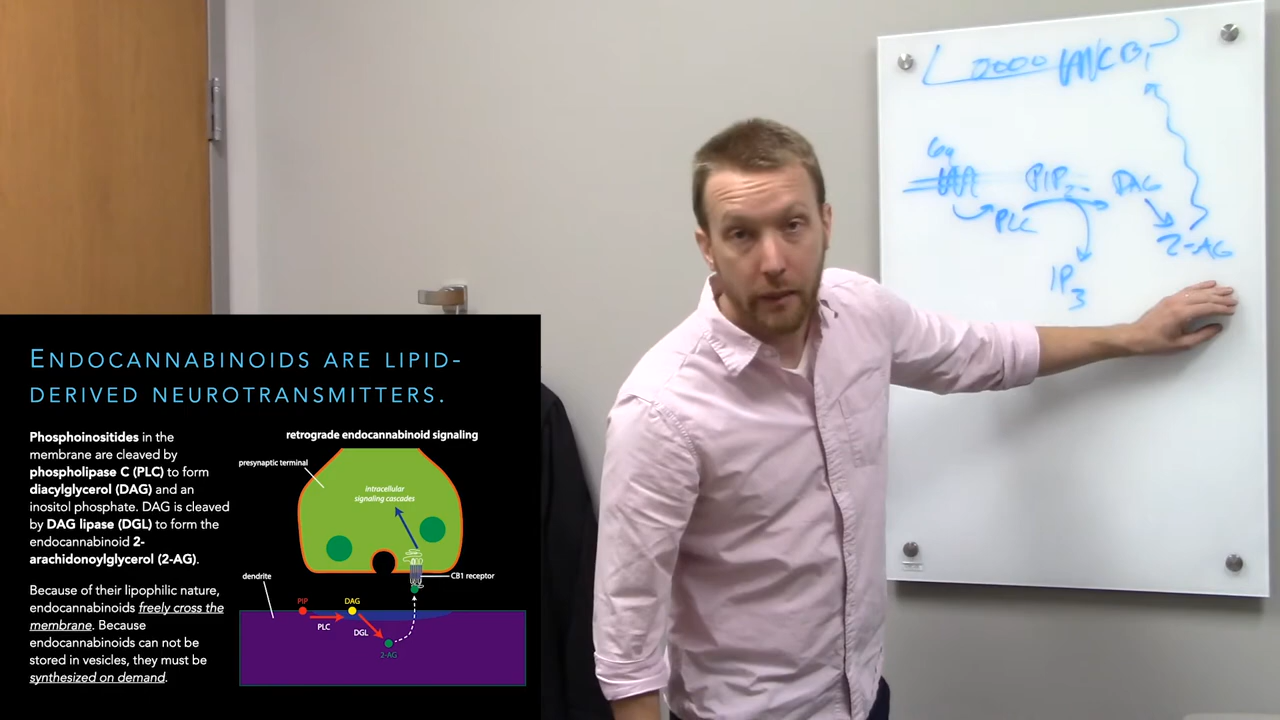 ENDOCANNABINOIDS ARE LIPID-
DERIVED NEUROTRANSMITTERS.
Phosphoinositides in the
membrane are cleaved by
phospholipase C (PLC) to form
diacylglycerol (DAG) and an
inositol phosphate. DAG is cleaved
by DAG lipase (DGL) to form the
endocannabinoid 2-
arachidonoylglycerol (2-AG).
Because of their lipophilic nature,
endocannabinoids freely cross the
membrane. Because
endocannabinoids can not be
stored in vesicles, they must be
synthesized on demand.
retrograde endocannabinoid signaling
presynaptic terminal
intracellular
signaling cascades
dendrite
CB1 receptor
PIP
DAG
PLC
DGL
2-AG
CB1
Gq
PIP2
DAG
PLC
2-AG
IP3